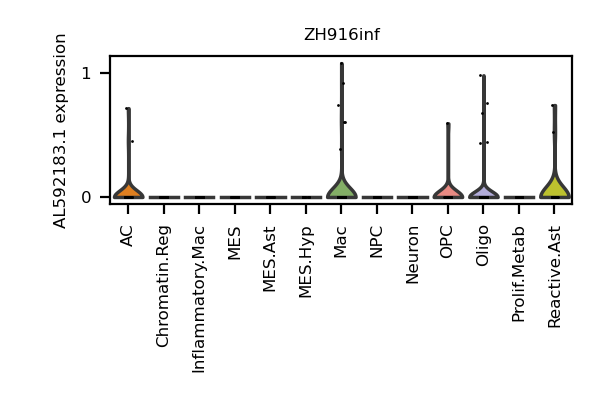 ZH916inf
AL592183.1 expression
1
0
AC
Chromatin.Reg
Inflammatory.Mac
MES
MES.Ast
MES.Hyp
Mac
NPC
Neuron
OPC
Oligo
Prolif.Metab
Reactive.Ast